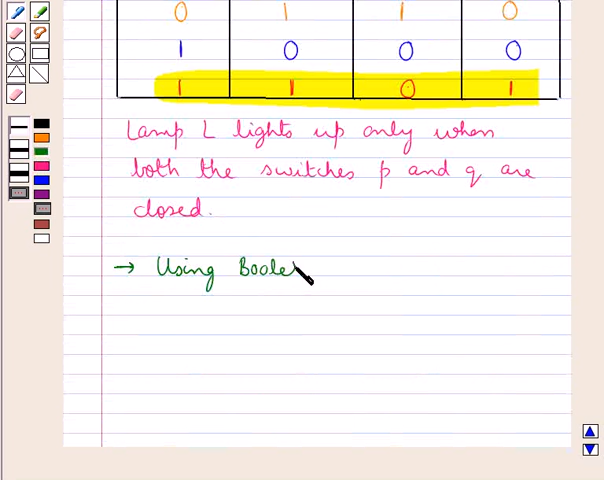 0 1 1 0
1 0 0 0
1 1 0 1
Lamp L lights up only when
both the switches p and q are
closed.
→ Using Boole